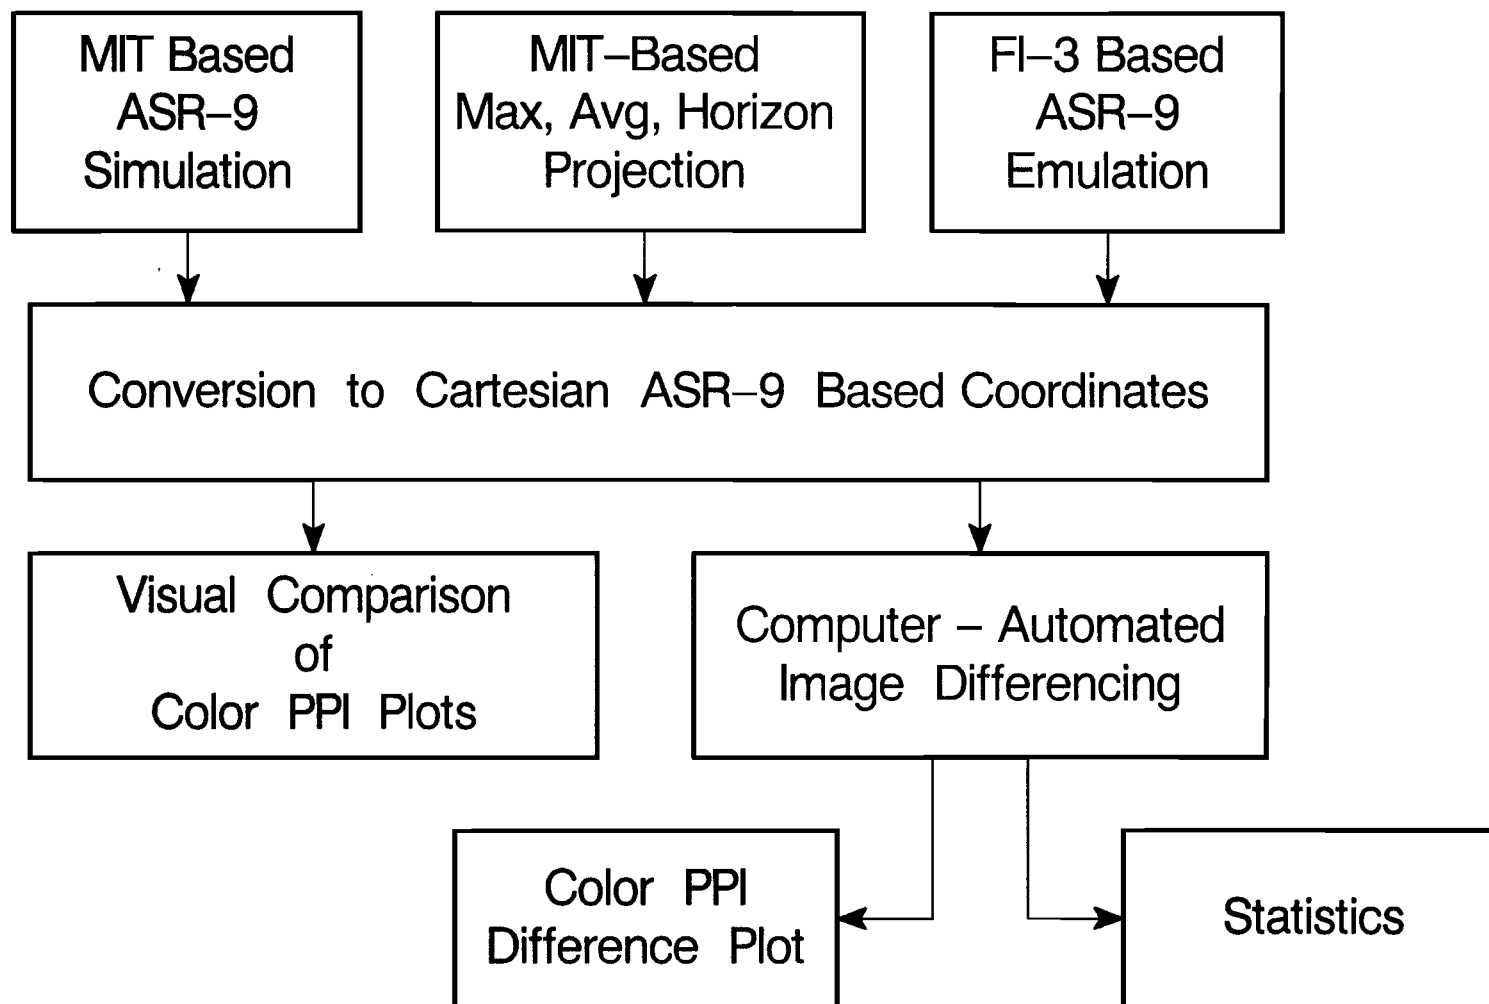 MIT Based
ASR–9
Simulation
MIT–Based
Max, Avg, Horizon
Projection
FI–3 Based
ASR–9
Emulation
Conversion to Cartesian ASR–9 Based Coordinates
Visual Comparison
of
Color PPI Plots
Computer – Automated
Image Differencing
Color PPI
Difference Plot
Statistics